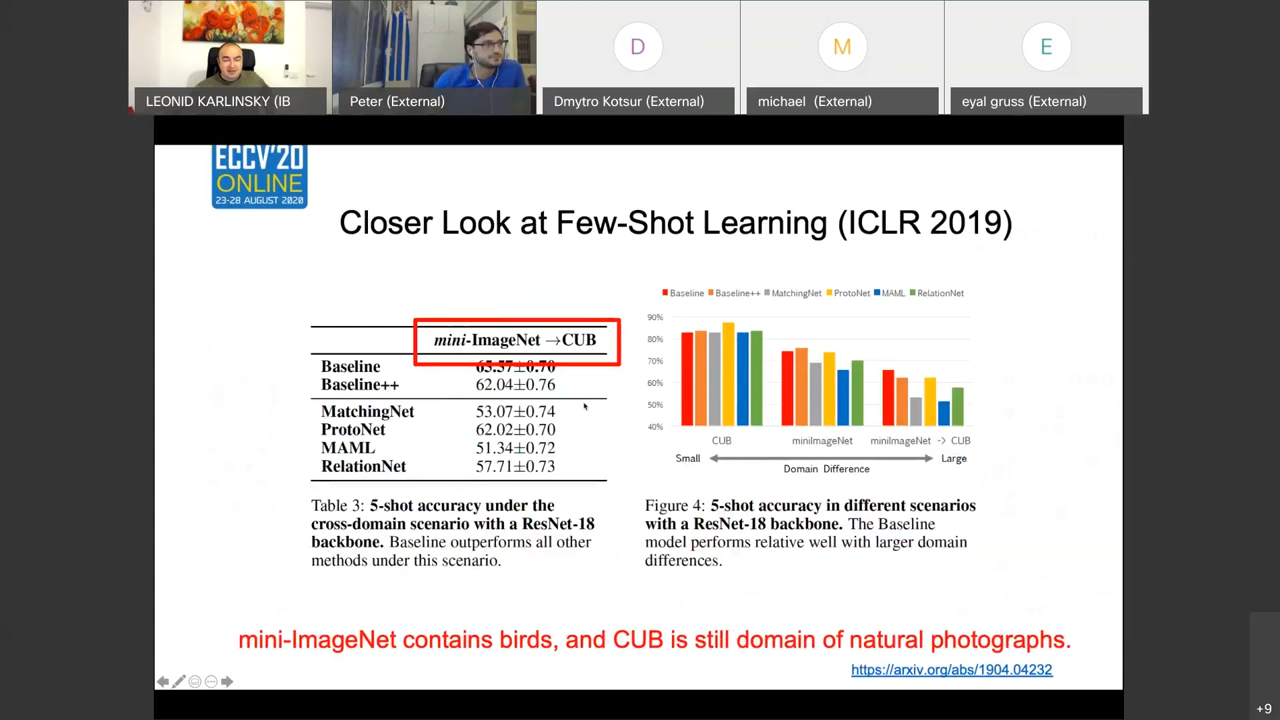 LEONID KARLINSKY (IB
Peter (External)
D
Dmytro Kotsur (External)
M
michael (External)
E
eyal gruss (External)
ECCV'20
ONLINE
23-28 AUGUST 2020
Closer Look at Few-Shot Learning (ICLR 2019)
mini-ImageNet →CUB
Baseline 65.57±0.70
Baseline++ 62.04±0.76
MatchingNet 53.07±0.74
ProtoNet 62.02±0.70
MAML 51.34±0.72
RelationNet 57.71±0.73
Table 3: 5-shot accuracy under the
cross-domain scenario with a ResNet-18
backbone. Baseline outperforms all other
methods under this scenario.
Baseline Baseline++ MatchingNet ProtoNet MAML RelationNet
90%
80%
70%
60%
50%
40%
CUB miniImageNet miniImageNet -> CUB
Small Large
Domain Difference
Figure 4: 5-shot accuracy in different scenarios
with a ResNet-18 backbone. The Baseline
model performs relative well with larger domain
differences.
mini-ImageNet contains birds, and CUB is still domain of natural photographs.
https://arxiv.org/abs/1904.04232
+9